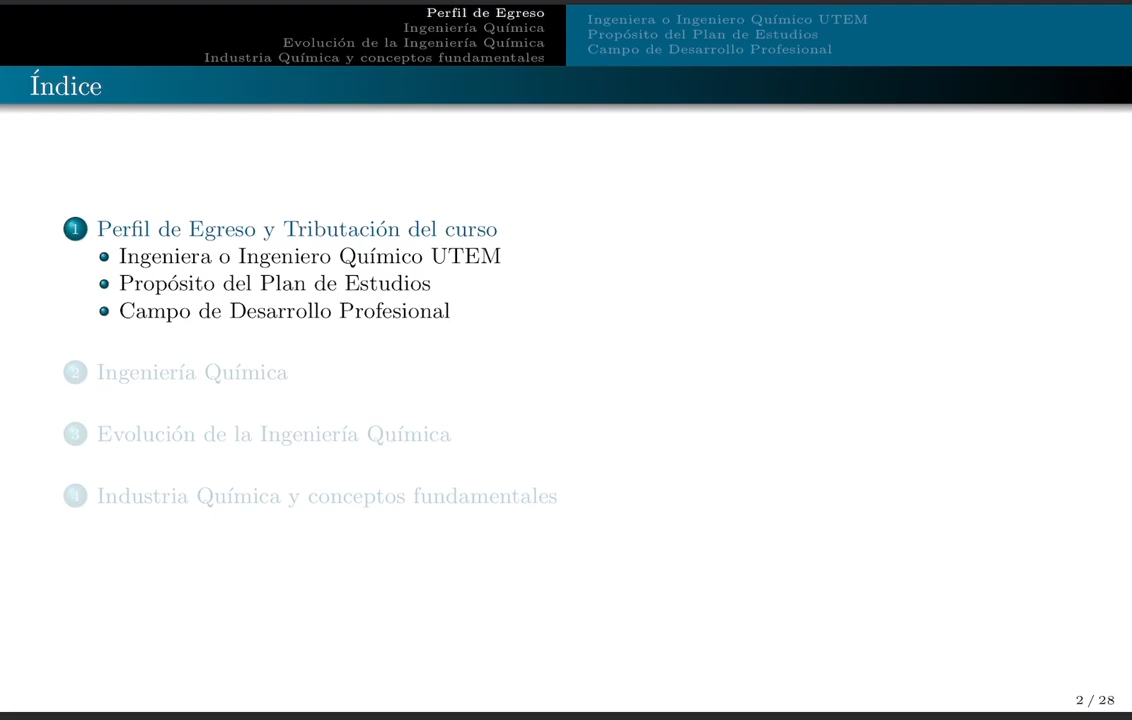 Perfil de Egreso
Ingeniería Química
Evolución de la Ingeniería Química
Industria Química y conceptos fundamentales
Ingeniera o Ingeniero Químico UTEM
Propósito del Plan de Estudios
Campo de Desarrollo Profesional
Índice
1 Perfil de Egreso y Tributación del curso
Ingeniera o Ingeniero Químico UTEM
Propósito del Plan de Estudios
Campo de Desarrollo Profesional
2 Ingeniería Química
3 Evolución de la Ingeniería Química
4 Industria Química y conceptos fundamentales
2 / 28